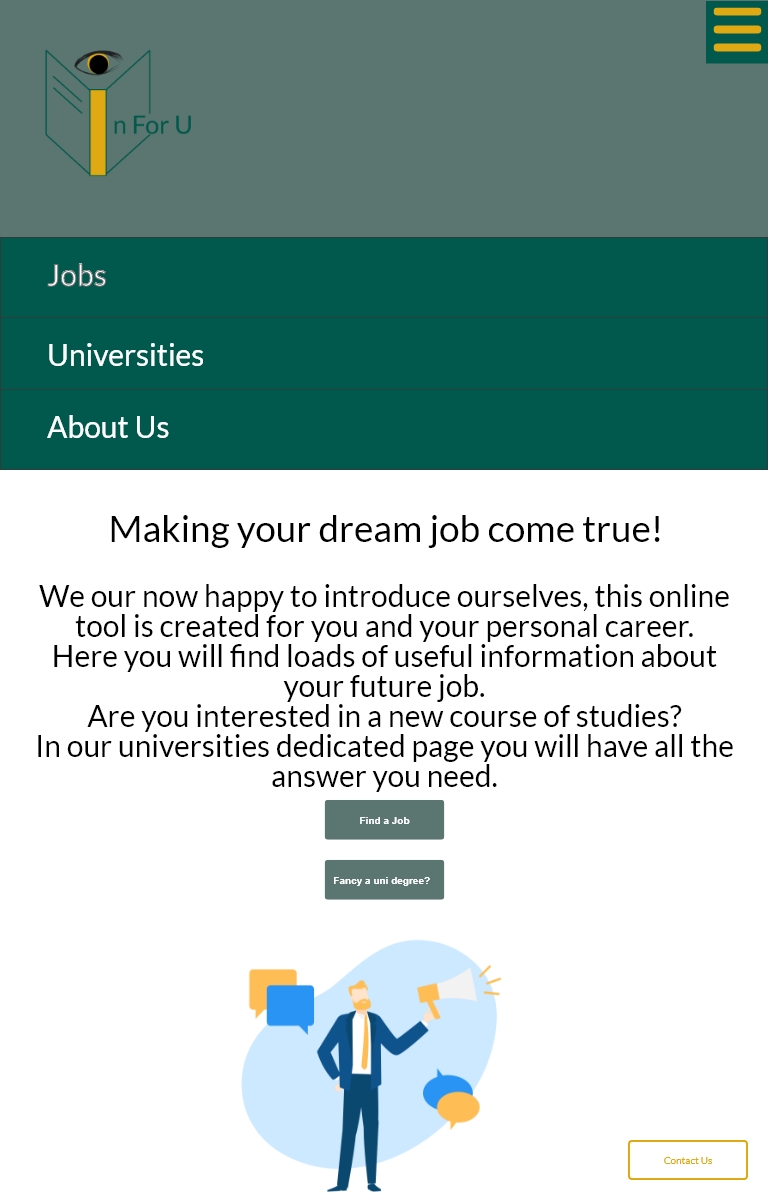 n For U
Jobs
Universities
About Us
Making your dream job come true!
We our now happy to introduce ourselves, this online
tool is created for you and your personal career.
Here you will find loads of useful information about
your future job.
Are you interested in a new course of studies?
In our universities dedicated page you will have all the
answer you need.
Find a Job
Fancy a uni degree?
Contact Us